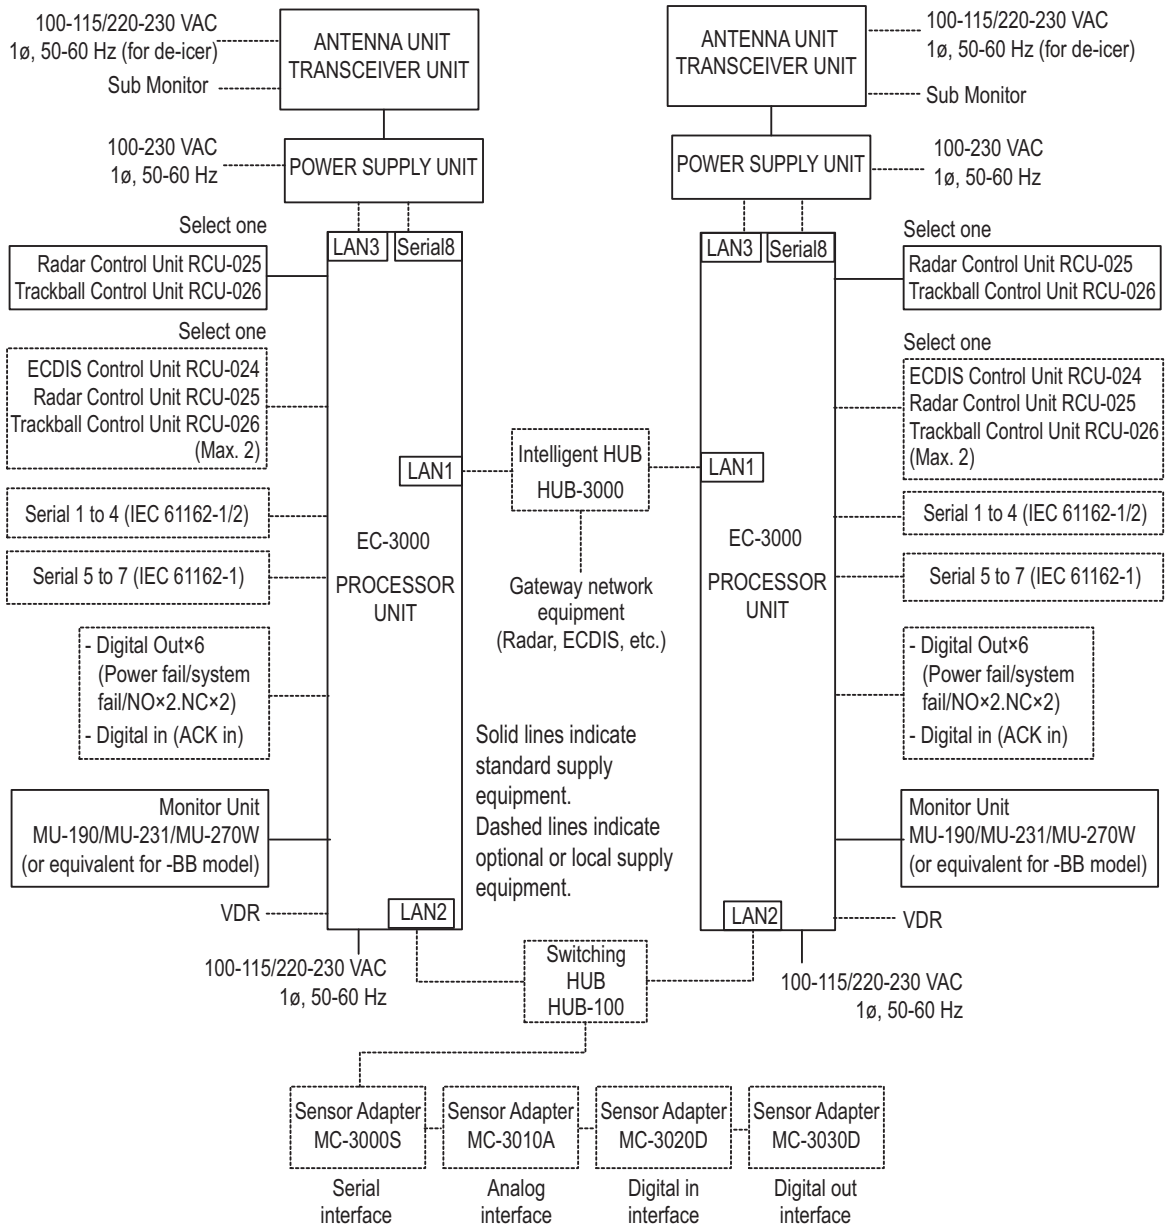 100-115/220-230 VAC
1ø, 50-60 Hz (for de-icer)
Sub Monitor
ANTENNA UNIT
TRANSCEIVER UNIT
100-230 VAC
1ø, 50-60 Hz
POWER SUPPLY UNIT
Select one
Radar Control Unit RCU-025
Trackball Control Unit RCU-026
Select one
ECDIS Control Unit RCU-024
Radar Control Unit RCU-025
Trackball Control Unit RCU-026
(Max. 2)
Serial 1 to 4 (IEC 61162-1/2)
Serial 5 to 7 (IEC 61162-1)
- Digital Out×6
(Power fail/system
fail/NO×2.NC×2)
- Digital in (ACK in)
Monitor Unit
MU-190/MU-231/MU-270W
(or equivalent for -BB model)
VDR
100-115/220-230 VAC
1ø, 50-60 Hz
LAN3
Serial8
LAN1
EC-3000
PROCESSOR
UNIT
LAN2
Intelligent HUB
HUB-3000
Gateway network
equipment
(Radar, ECDIS, etc.)
Solid lines indicate
standard supply
equipment.
Dashed lines indicate
optional or local supply
equipment.
Switching
HUB
HUB-100
ANTENNA UNIT
TRANSCEIVER UNIT
100-115/220-230 VAC
1ø, 50-60 Hz (for de-icer)
Sub Monitor
POWER SUPPLY UNIT
100-230 VAC
1ø, 50-60 Hz
LAN3
Serial8
LAN1
EC-3000
PROCESSOR
UNIT
LAN2
Select one
Radar Control Unit RCU-025
Trackball Control Unit RCU-026
Select one
ECDIS Control Unit RCU-024
Radar Control Unit RCU-025
Trackball Control Unit RCU-026
(Max. 2)
Serial 1 to 4 (IEC 61162-1/2)
Serial 5 to 7 (IEC 61162-1)
- Digital Out×6
(Power fail/system
fail/NO×2.NC×2)
- Digital in (ACK in)
Monitor Unit
MU-190/MU-231/MU-270W
(or equivalent for -BB model)
VDR
100-115/220-230 VAC
1ø, 50-60 Hz
Sensor Adapter
MC-3000S
Serial
interface
Sensor Adapter
MC-3010A
Analog
interface
Sensor Adapter
MC-3020D
Digital in
interface
Sensor Adapter
MC-3030D
Digital out
interface